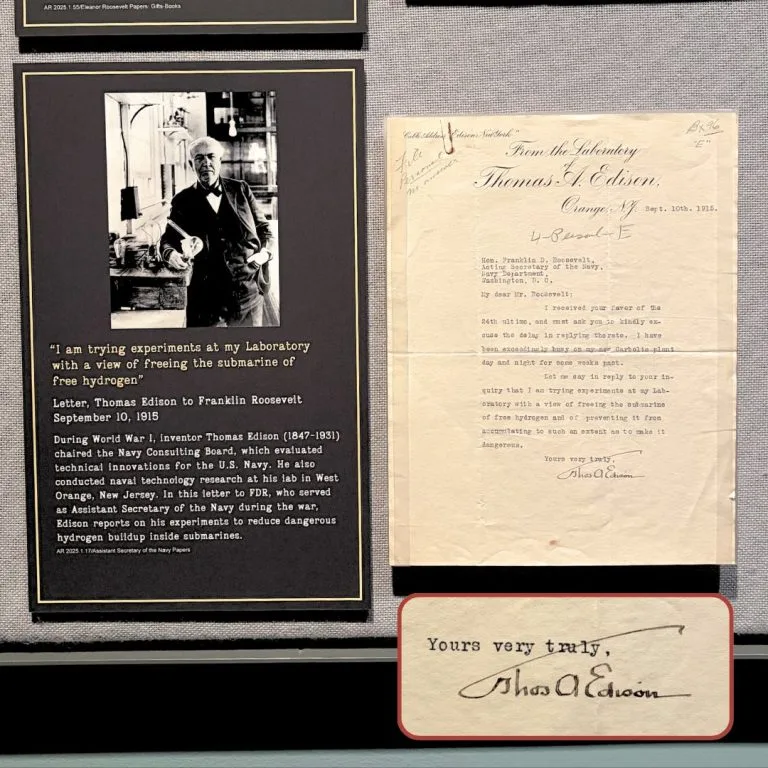 AR 2025.1.55/Eleanor Roosevelt Papers: Gifts-Books
"I am trying experiments at my Laboratory
with a view of freeing the submarine of
free hydrogen"
Letter, Thomas Edison to Franklin Roosevelt
September 10, 1915
During World War I, inventor Thomas Edison (1847-1931)
chaired the Navy Consulting Board, which evaluated
technical innovations for the U.S. Navy. He also
conducted naval technology research at his lab in West
Orange, New Jersey. In this letter to FDR, who served
as Assistant Secretary of the Navy during the war,
Edison reports on his experiments to reduce dangerous
hydrogen buildup inside submarines.
AR 2025.1.17/Assistant Secretary of the Navy Papers
"Cable Address "Edison, New York"
File
Personal
no answer
"E"
From the Laboratory
of
Thomas A. Edison,
Orange, N.J. Sept. 10th. 1915.
Hon. Franklin D. Roosevelt,
Acting Secretary of the Navy,
Navy Department,
Washington, D. C.
My dear Mr. Roosevelt:
I received your favor of the
24th ultimo, and must ask you to kindly ex-
cuse the delay in replying thereto. I have
been exceedingly busy on my new Carbolic plant
day and night for some weeks past.
Let me say in reply to your in-
quiry that I am trying experiments at my Lab-
oratory with a view of freeing the submarine
of free hydrogen and of preventing it from
accumulating to such an extent as to make it
dangerous.
Yours very truly,
Thos A Edison
Yours very truly,
Thos A Edison